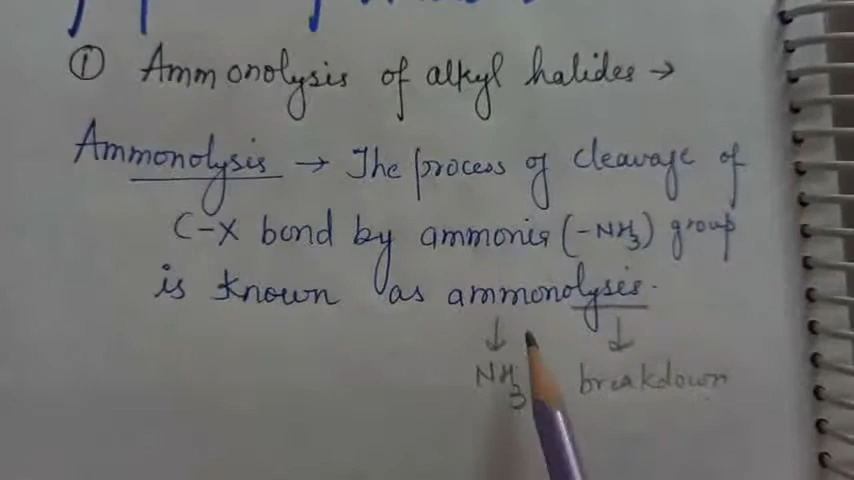 ① Ammonolysis of alkyl halides →
Ammonolysis → The process of cleavage of
C-X bond by ammonia (-NH₃) group
is known as ammonolysis.
↓ ↓
NH₃ breakdown